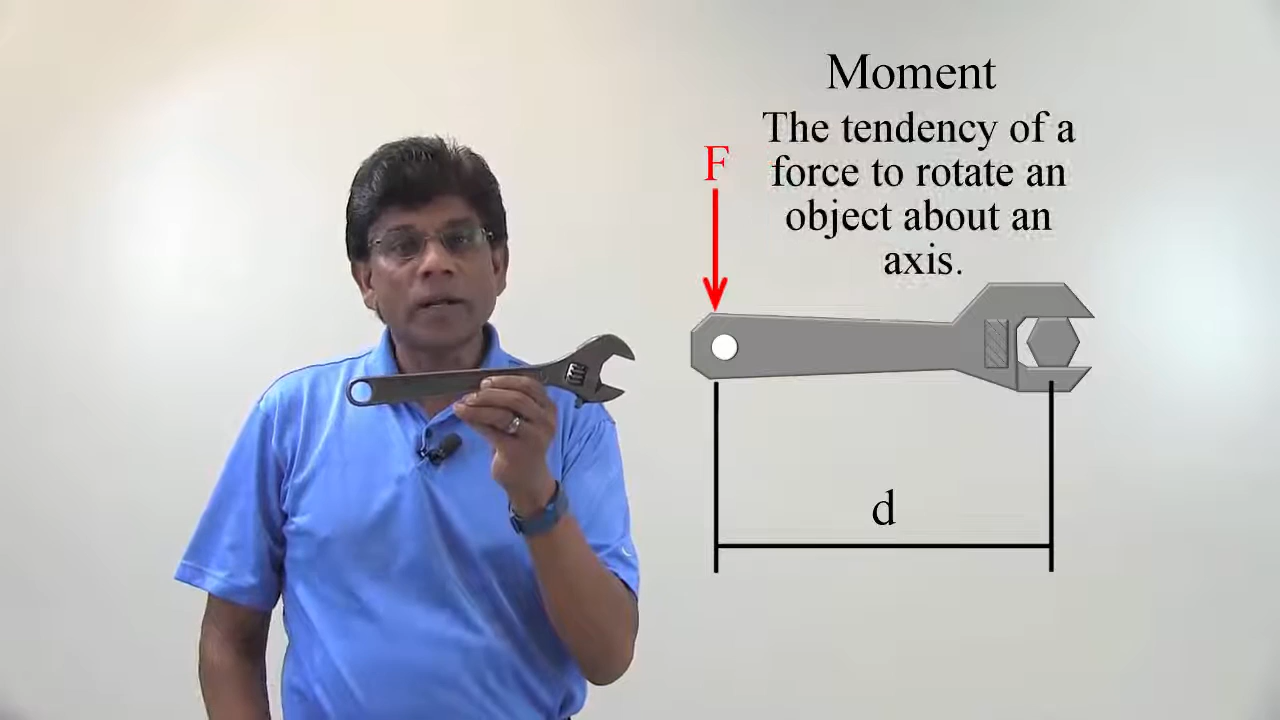 Moment
The tendency of a
force to rotate an
object about an
axis.
F
d